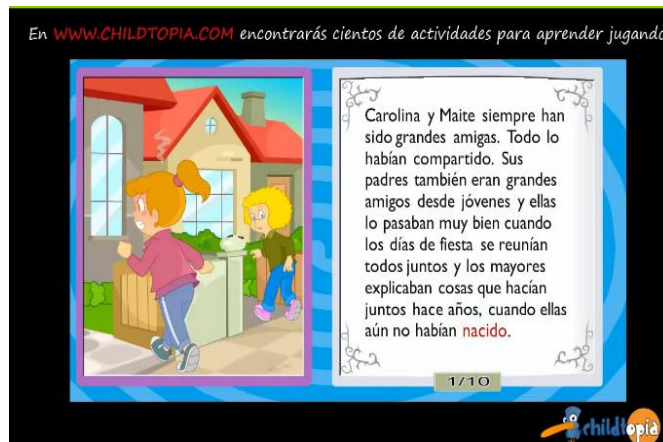 En WWW.CHILDTOPIA.COM encontrarás cientos de actividades para aprender jugando
Carolina y Maite siempre han
sido grandes amigas. Todo lo
habían compartido. Sus
padres también eran grandes
amigos desde jóvenes y ellas
lo pasaban muy bien cuando
los días de fiesta se reunían
todos juntos y los mayores
explicaban cosas que hacían
juntos hace años, cuando ellas
aún no habían nacido.
1/10
childtopia